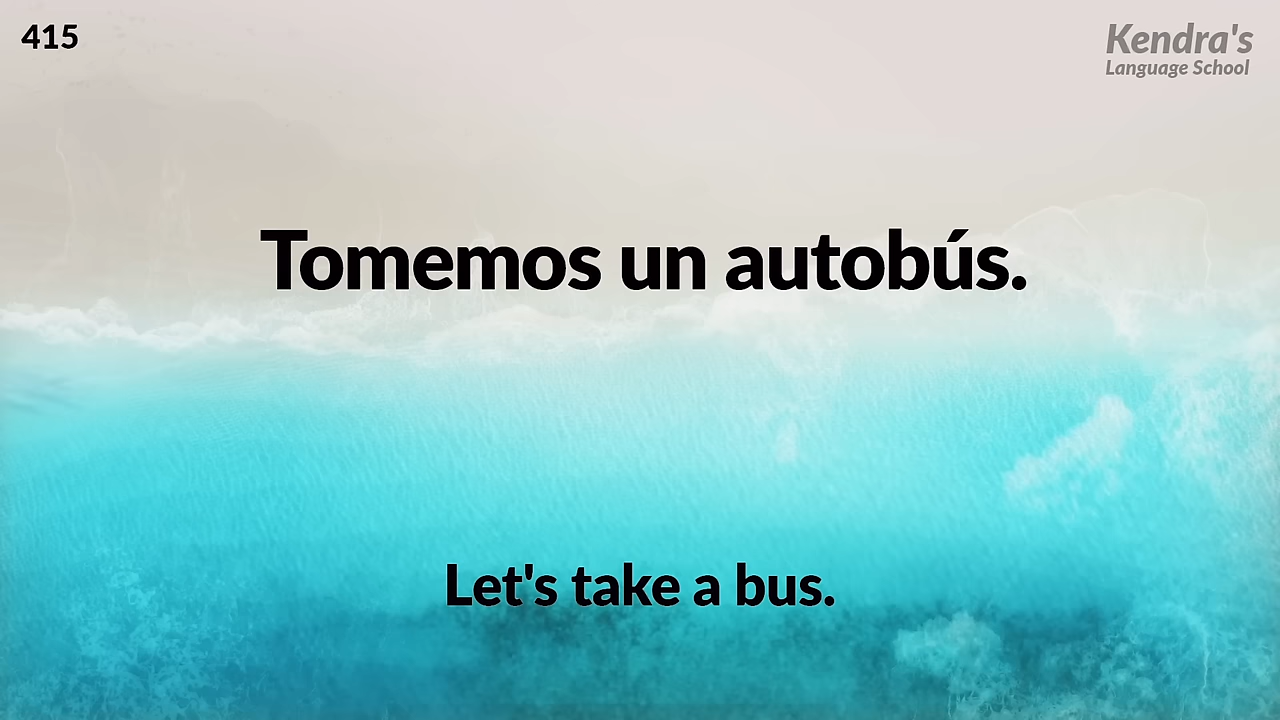 415
Kendra's
Language School
Tomemos un autobús.
Let's take a bus.